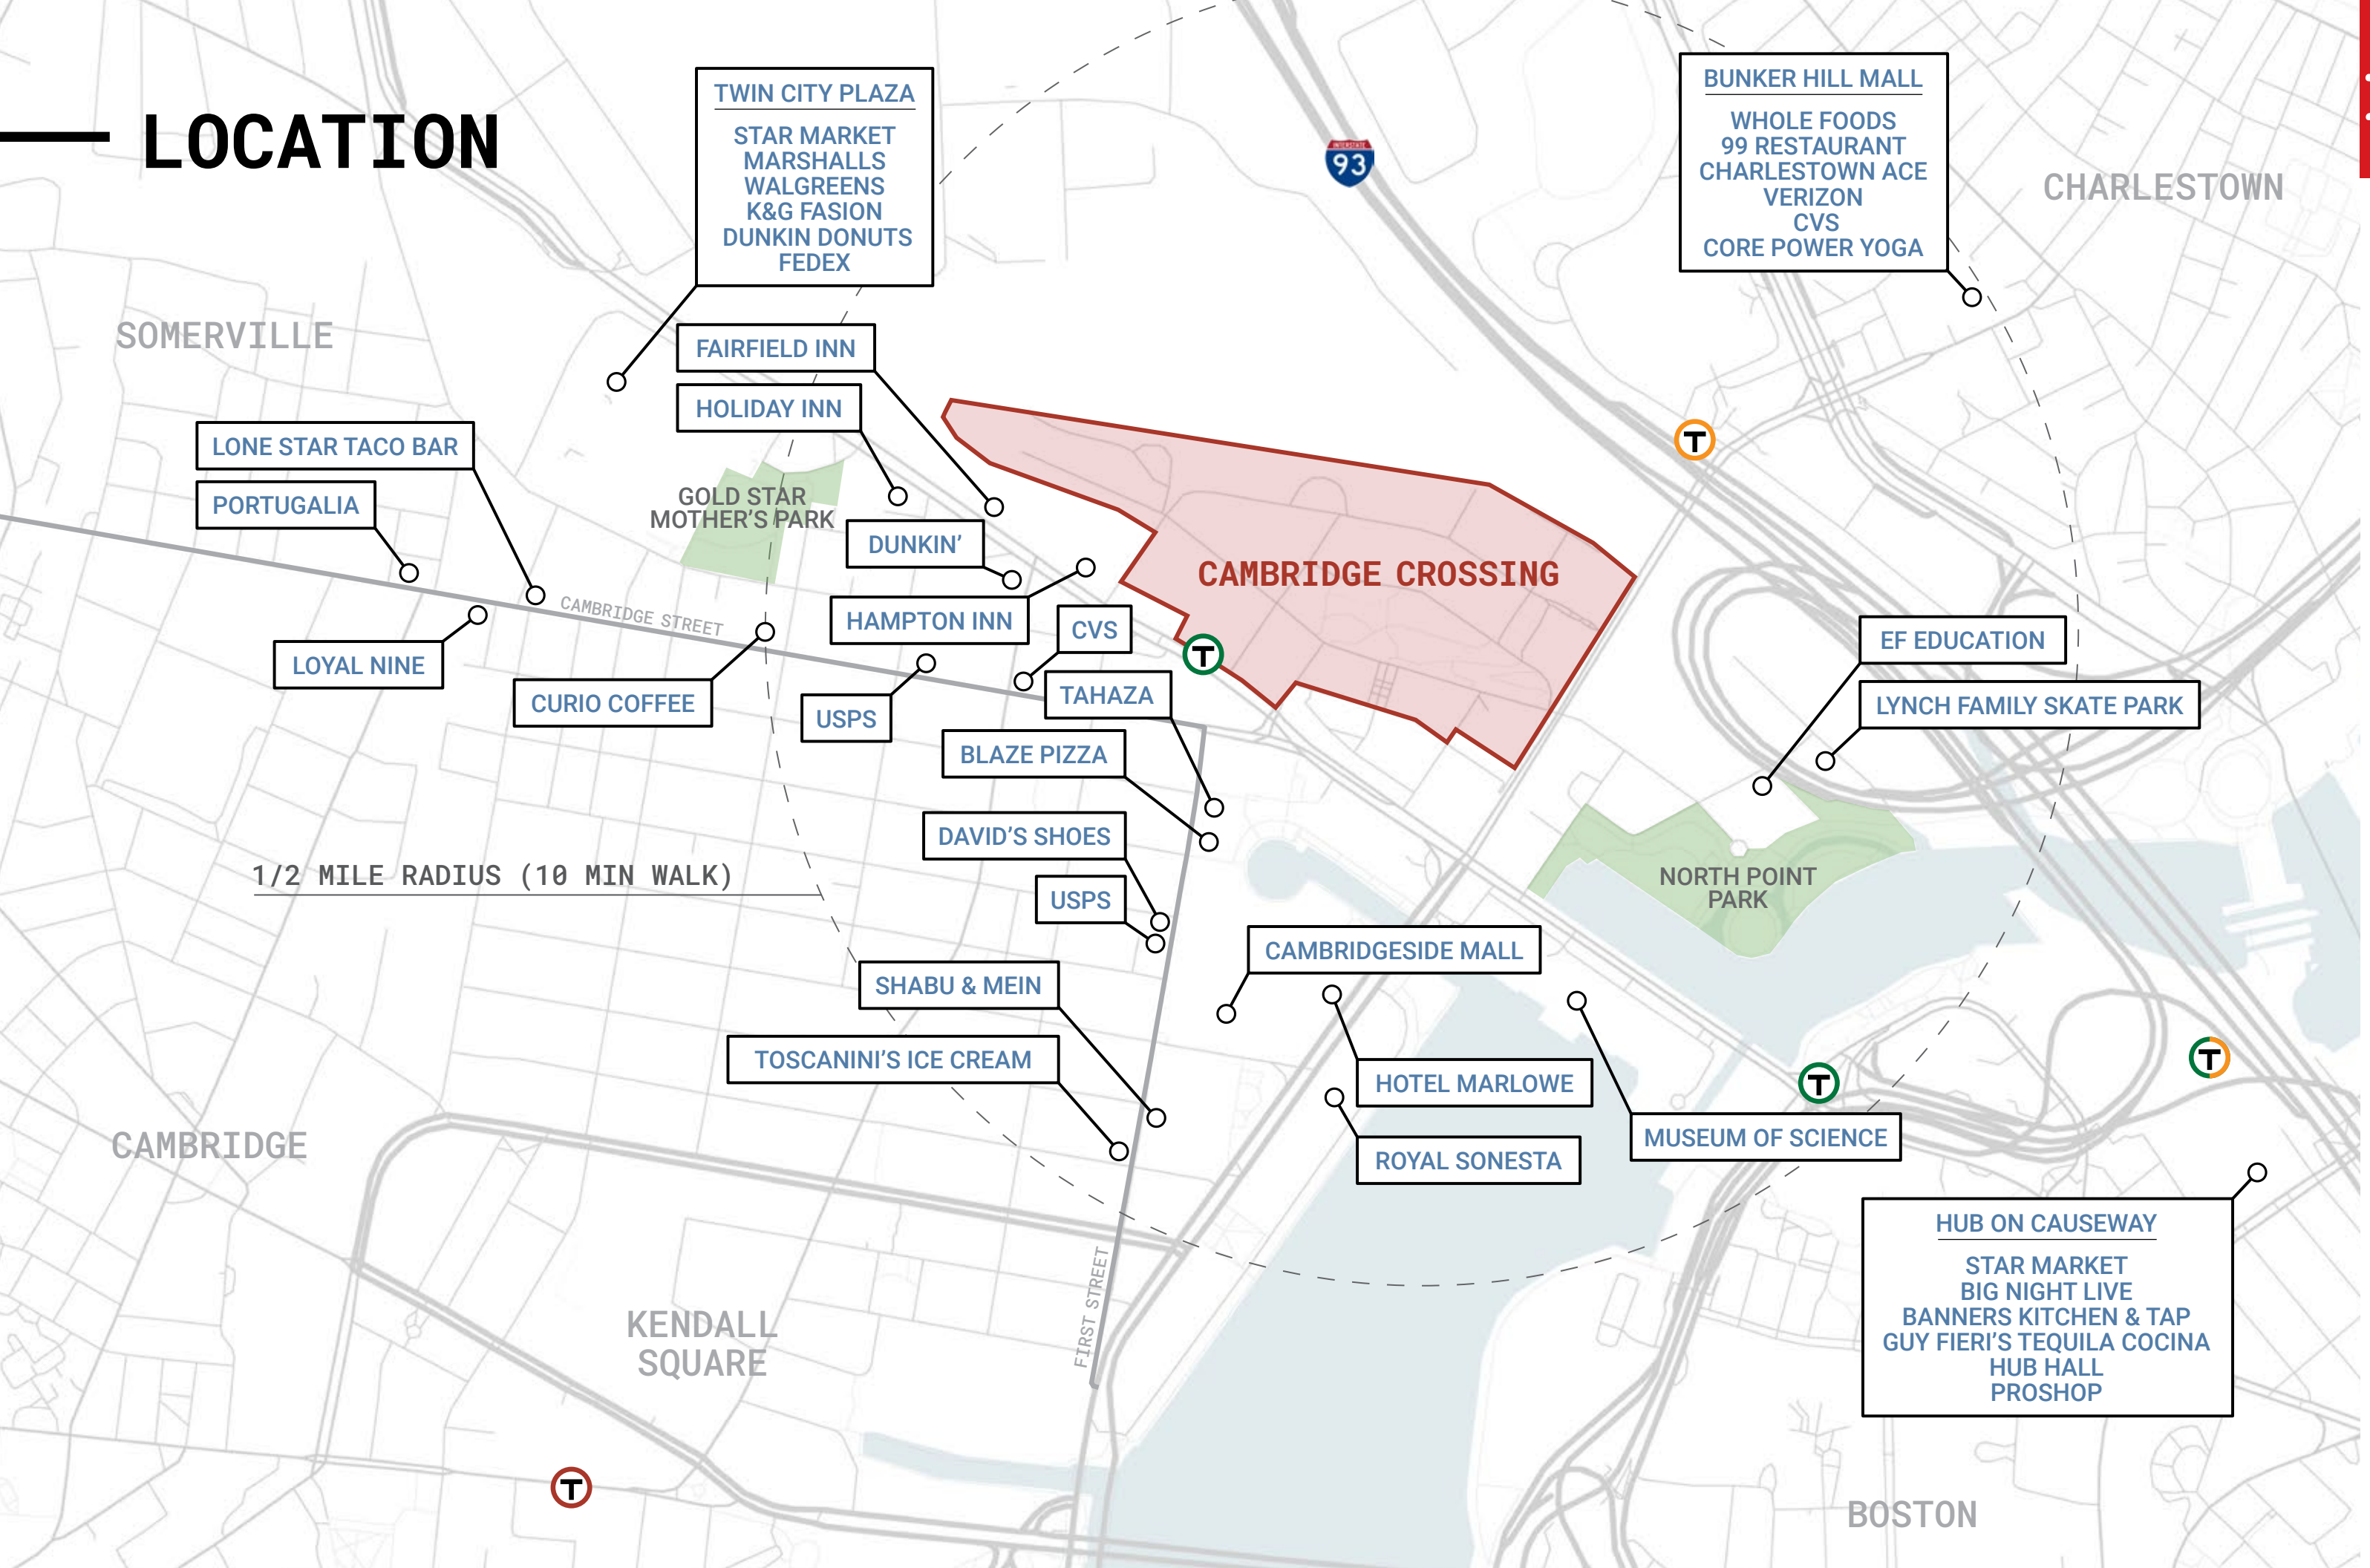 LOCATION
TWIN CITY PLAZA
STAR MARKET
MARSHALLS
WALGREENS
K&G FASION
DUNKIN DONUTS
FEDEX
INTERSTATE
93
BUNKER HILL MALL
WHOLE FOODS
99 RESTAURANT
CHARLESTOWN ACE
VERIZON
CVS
CORE POWER YOGA
CHARLESTOWN
SOMERVILLE
FAIRFIELD INN
HOLIDAY INN
LONE STAR TACO BAR
PORTUGALIA
GOLD STAR
MOTHER'S PARK
T
DUNKIN'
CAMBRIDGE CROSSING
CAMBRIDGE STREET
HAMPTON INN
CVS
T
LOYAL NINE
CURIO COFFEE
USPS
TAHAZA
EF EDUCATION
LYNCH FAMILY SKATE PARK
BLAZE PIZZA
DAVID'S SHOES
1/2 MILE RADIUS (10 MIN WALK)
USPS
NORTH POINT
PARK
CAMBRIDGESIDE MALL
SHABU & MEIN
TOSCANINI'S ICE CREAM
HOTEL MARLOWE
T
T
CAMBRIDGE
MUSEUM OF SCIENCE
ROYAL SONESTA
HUB ON CAUSEWAY
STAR MARKET
BIG NIGHT LIVE
BANNERS KITCHEN & TAP
GUY FIERI'S TEQUILA COCINA
HUB HALL
PROSHOP
FIRST STREET
KENDALL
SQUARE
T
BOSTON